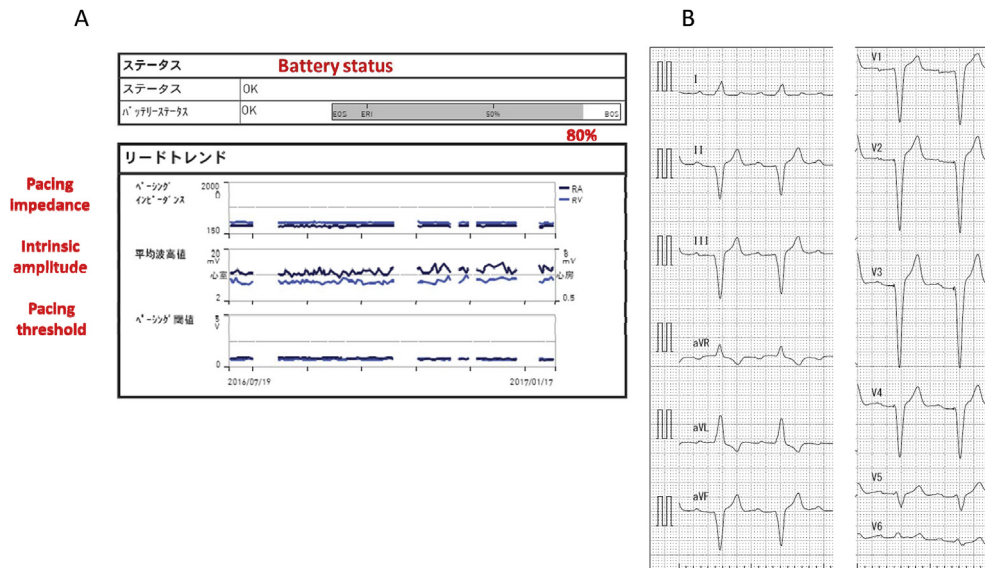 A
B
ステータス
Battery status
ステータス
OK
バッテリーステータス
OK
EOS
ERI
50%
BOS
80%
リードトレンド
Pacing
impedance
ペーシング
インピーダンス
2000
Ω
150
RA
RV
Intrinsic
amplitude
平均波高値
20
mV
心室
2
8
mV
心房
0.5
Pacing
threshold
ペーシング閾値
5
V
0
2016/07/19
2017/01/17
I
II
III
aVR
aVL
aVF
V1
V2
V3
V4
V5
V6